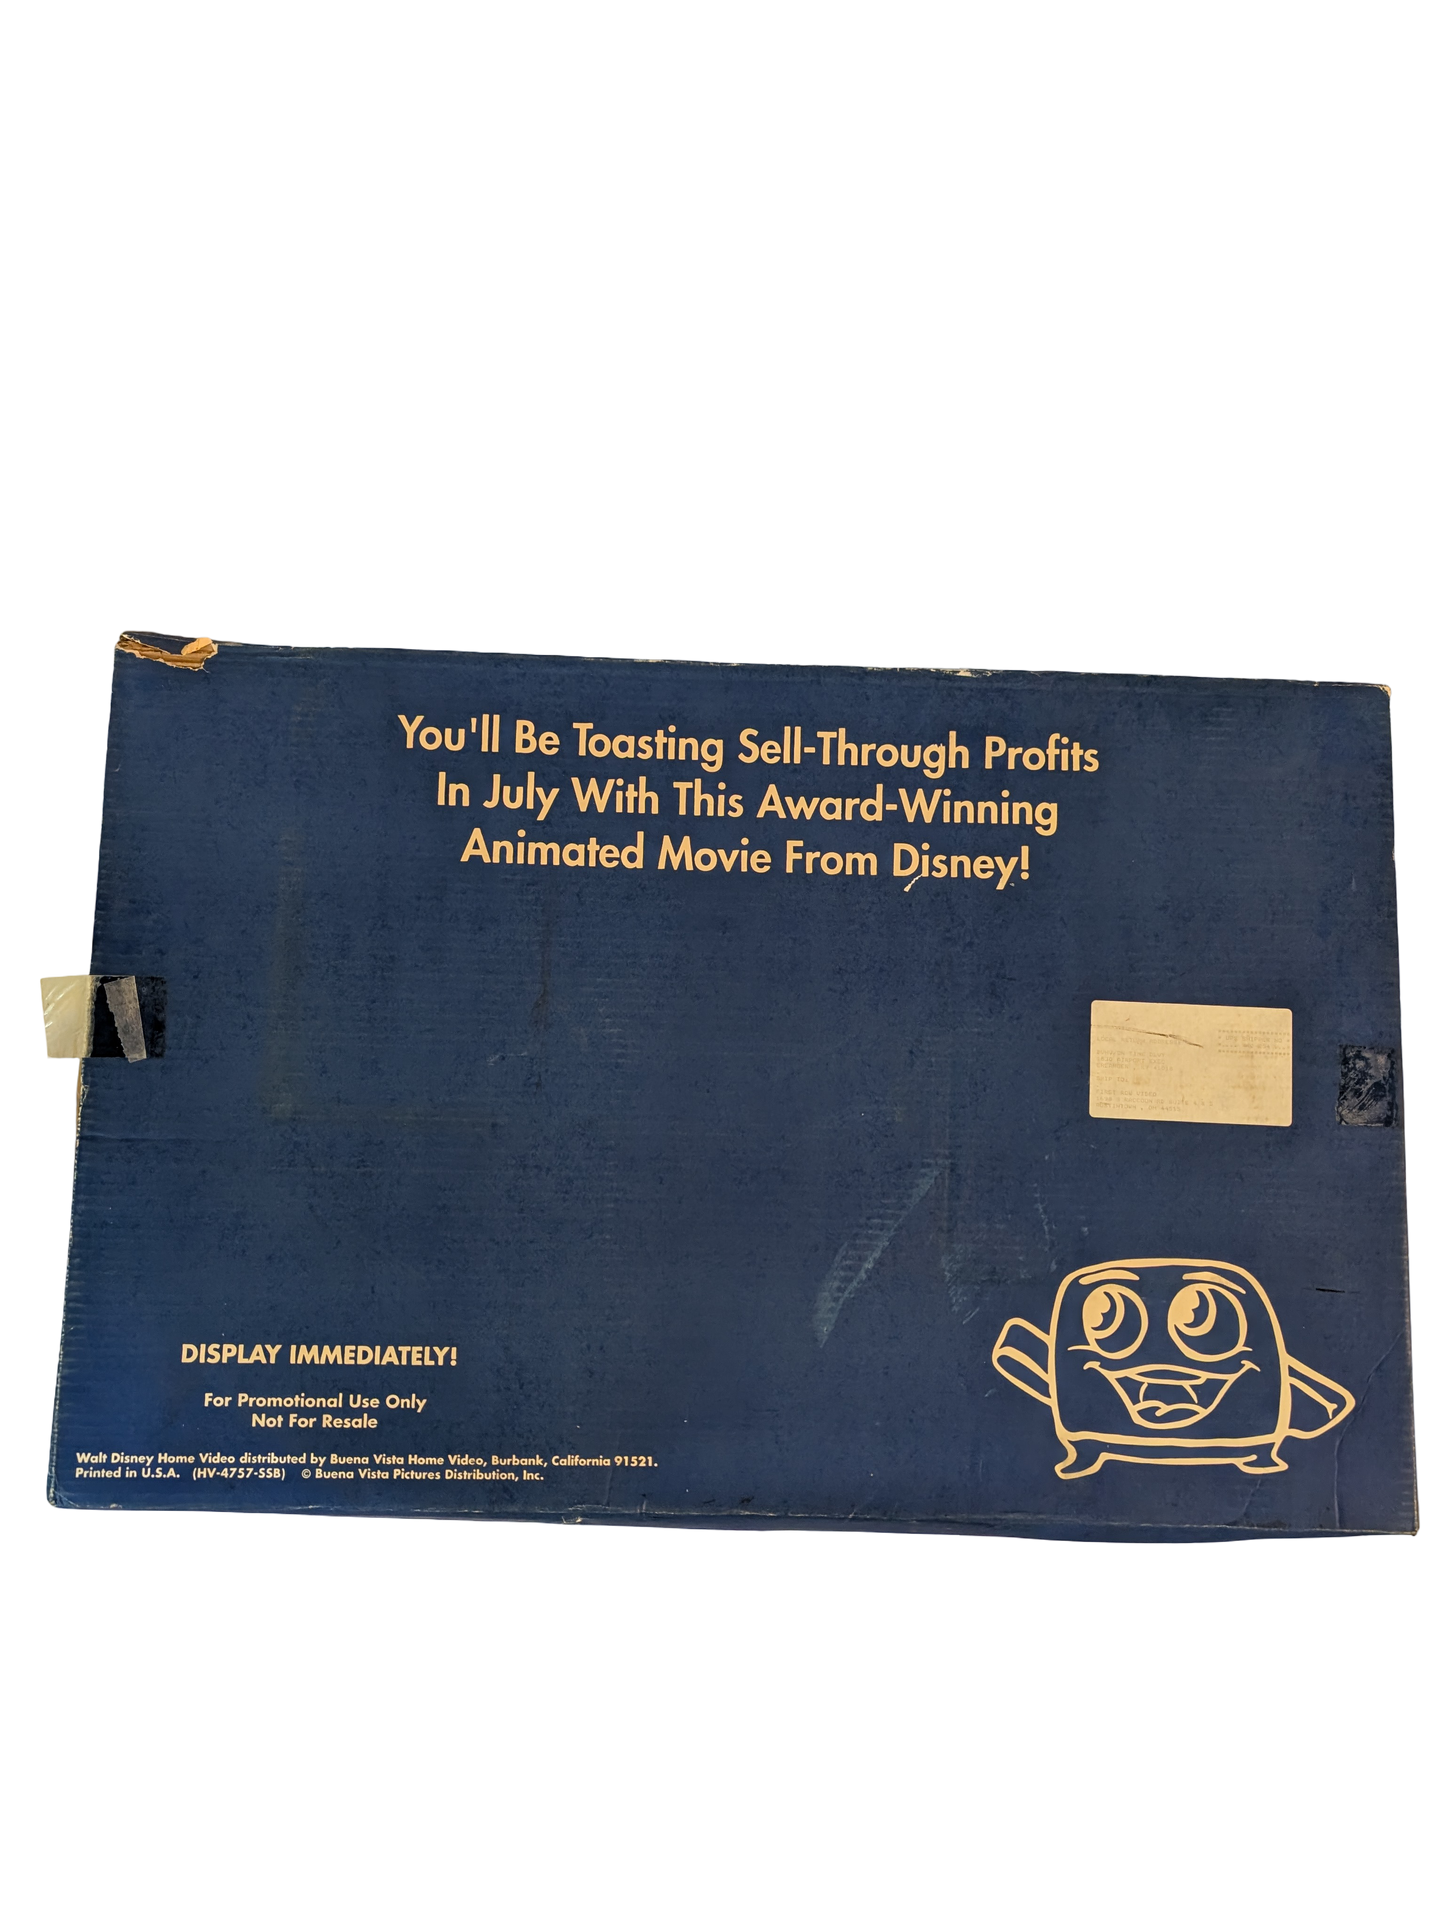 You'll Be Toasting Sell-Through Profits
In July With This Award-Winning
Animated Movie From Disney!
DISPLAY IMMEDIATELY!
For Promotional Use Only
Not For Resale
Walt Disney Home Video distributed by Buena Vista Home Video, Burbank, California 91521.
Printed in U.S.A. (HV-4757-SSB) © Buena Vista Pictures Distribution, Inc.